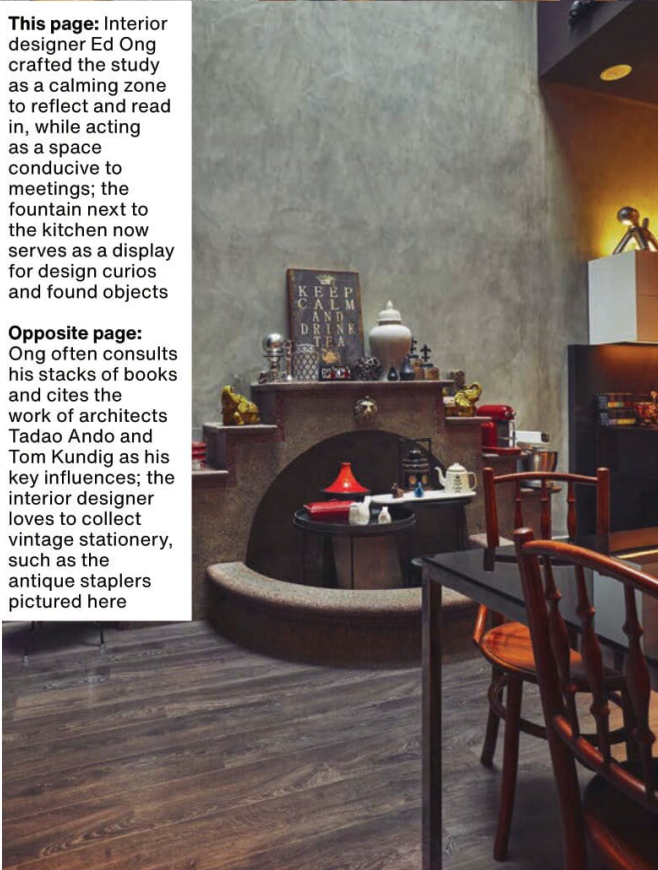 This page: Interior
designer Ed Ong
crafted the study
as a calming zone
to reflect and read
in, while acting
as a space
conducive to
meetings; the
fountain next to
the kitchen now
serves as a display
for design curios
and found objects
Opposite page:
Ong often consults
his stacks of books
and cites the
work of architects
Tadao Ando and
Tom Kundig as his
key influences; the
interior designer
loves to collect
vintage stationery,
such as the
antique staplers
pictured here
KEEP
CALM
AND
DRINK
TEA